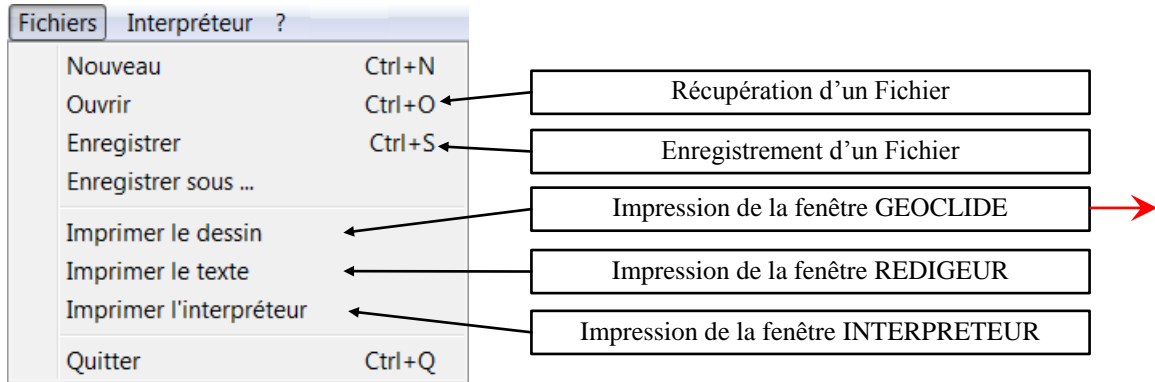 Fichiers Interpréteur ?
Nouveau Ctrl+N
Ouvrir Ctrl+O
Récupération d’un Fichier
Enregistrer Ctrl+S
Enregistrement d’un Fichier
Enregistrer sous ...
Imprimer le dessin
Impression de la fenêtre GEOCLIDE
Imprimer le texte
Impression de la fenêtre REDIGEUR
Imprimer l'interpréteur
Impression de la fenêtre INTERPRETEUR
Quitter Ctrl+Q